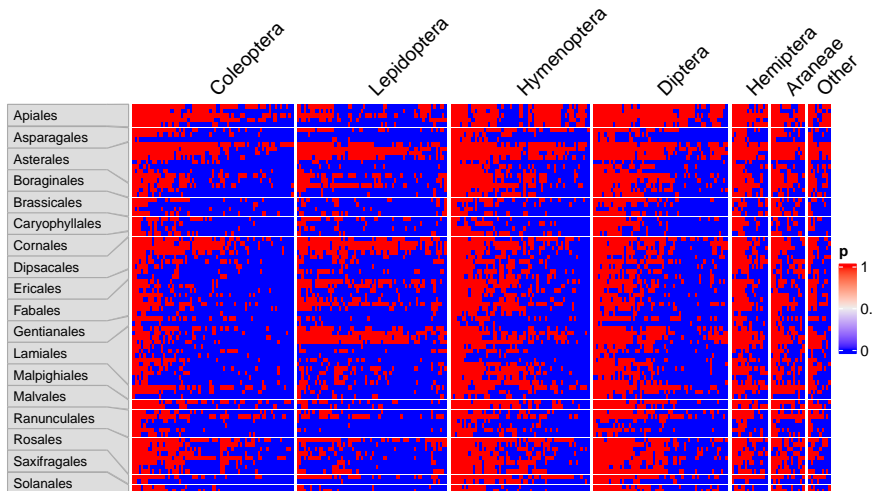 Coleoptera
Lepidoptera
Hymenoptera
Diptera
Hemiptera
Araneae
Other
Apiales
Asparagales
Asterales
Boraginales
Brassicales
Caryophyllales
Cornales
Dipsacales
Ericales
Fabales
Gentianales
Lamiales
Malpighiales
Malvales
Ranunculales
Rosales
Saxifragales
Solanales
p
1
0.
0